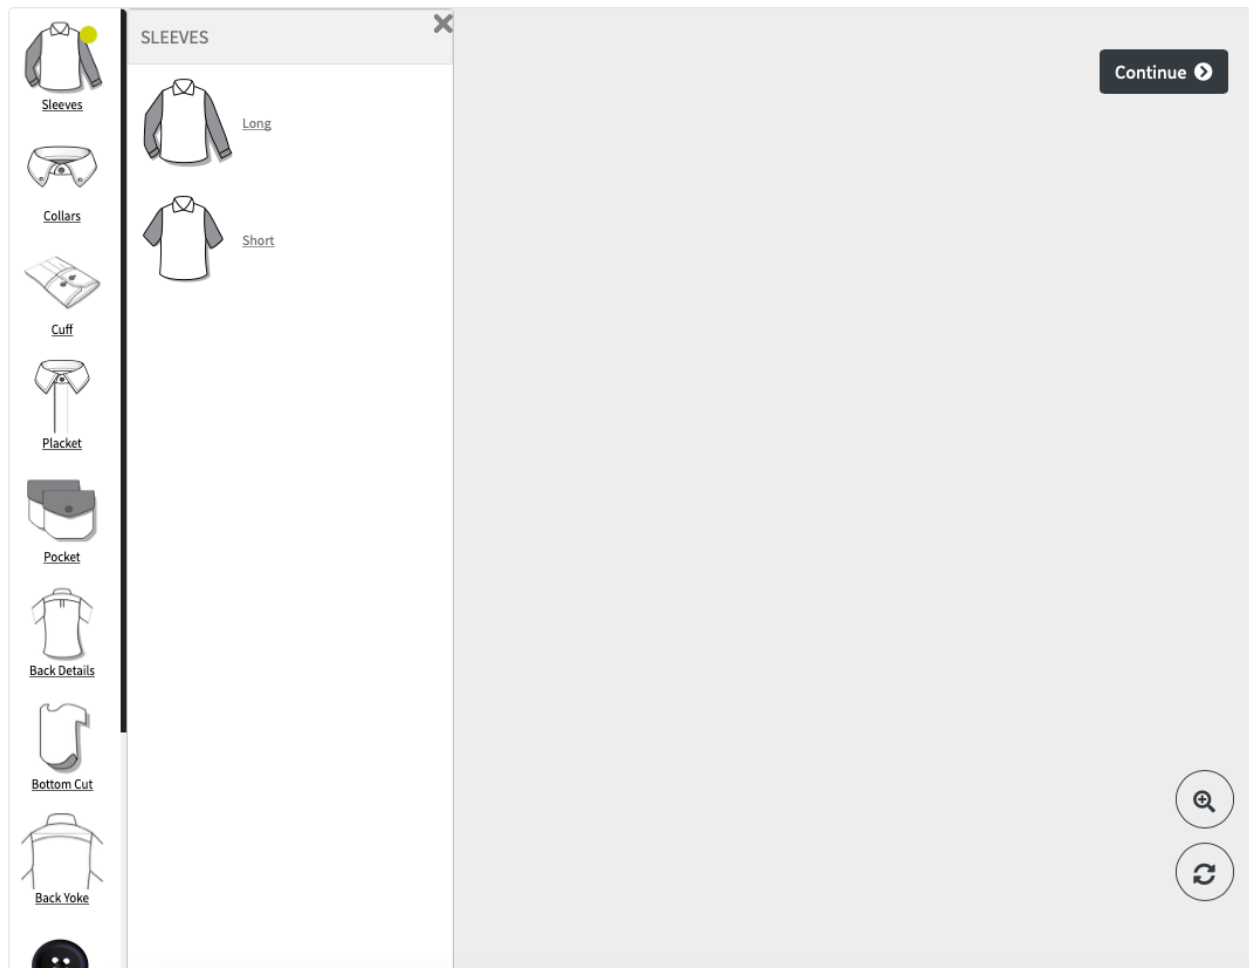 Sleeves
Collars
Cuff
Placket
Pocket
Back Details
Bottom Cut
Back Yoke
SLEEVES
Long
Short
Continue